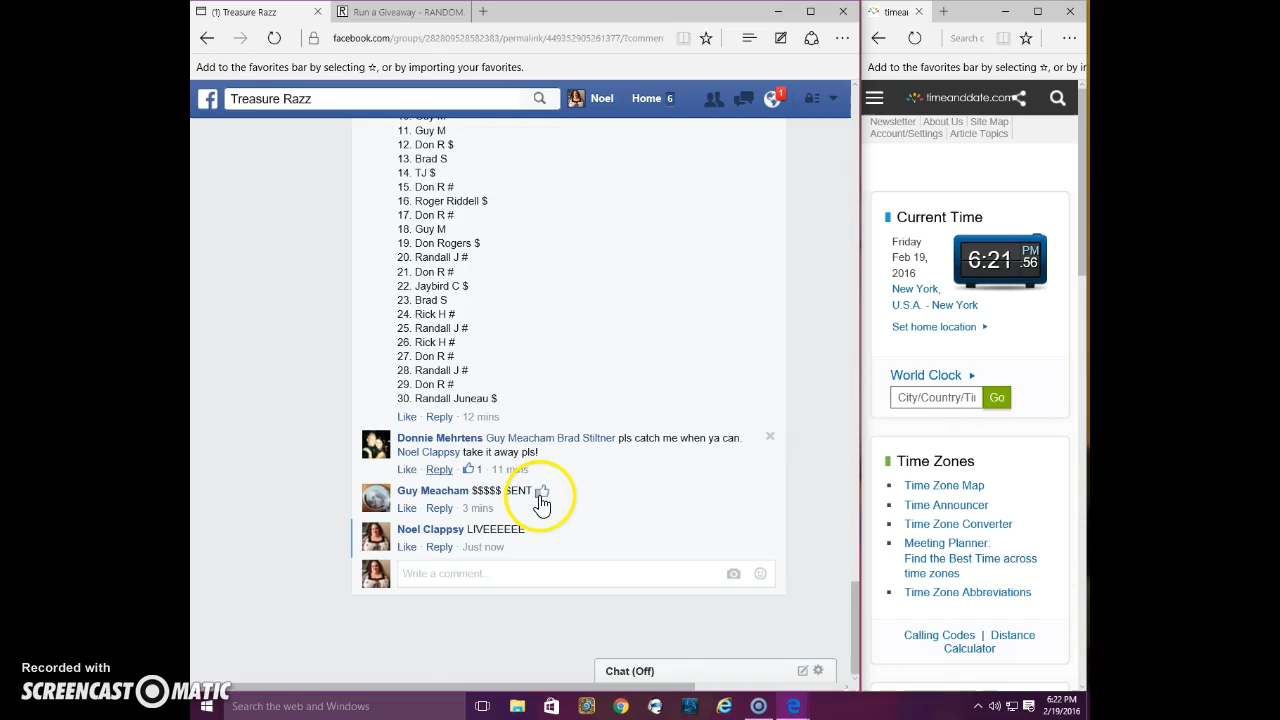 (1) Treasure Razz
Run a Giveaway - RANDOM.
facebook.com/groups/282809528582383/permalink/449352905261377/?commen
Add to the favorites bar by selecting ☆, or by importing your favorites.
Treasure Razz
Noel
Home 6
1
11. Guy M
12. Don R $
13. Brad S
14. TJ $
15. Don R #
16. Roger Riddell $
17. Don R #
18. Guy M
19. Don Rogers $
20. Randall J #
21. Don R #
22. Jaybird C $
23. Brad S
24. Rick H #
25. Randall J #
26. Rick H #
27. Don R #
28. Randall J #
29. Don R #
30. Randall Juneau $
Like · Reply · 12 mins
Donnie Mehrtens Guy Meacham Brad Stiltner pls catch me when ya can.
Noel Clappsy take it away pls!
Like · Reply · 1 · 11 mins
Guy Meacham $$$$$ SENT
Like · Reply · 3 mins
Noel Clappsy LIVEEEEEE
Like · Reply · Just now
Write a comment...
Chat (Off)
timean
Search c
Add to the favorites bar by
timeanddate.com
Newsletter | About Us | Site Map
Account/Settings | Article Topics
Current Time
Friday
Feb 19,
2016
6:21 PM .56
New York,
U.S.A. - New York
Set home location
World Clock
City/Country/Ti
Go
Time Zones
Time Zone Map
Time Announcer
Time Zone Converter
Meeting Planner:
Find the Best Time across
time zones
Time Zone Abbreviations
Calling Codes | Distance
Calculator
Recorded with
SCREENCAST MATIC
Search the web and Windows
6:22 PM
2/19/2016